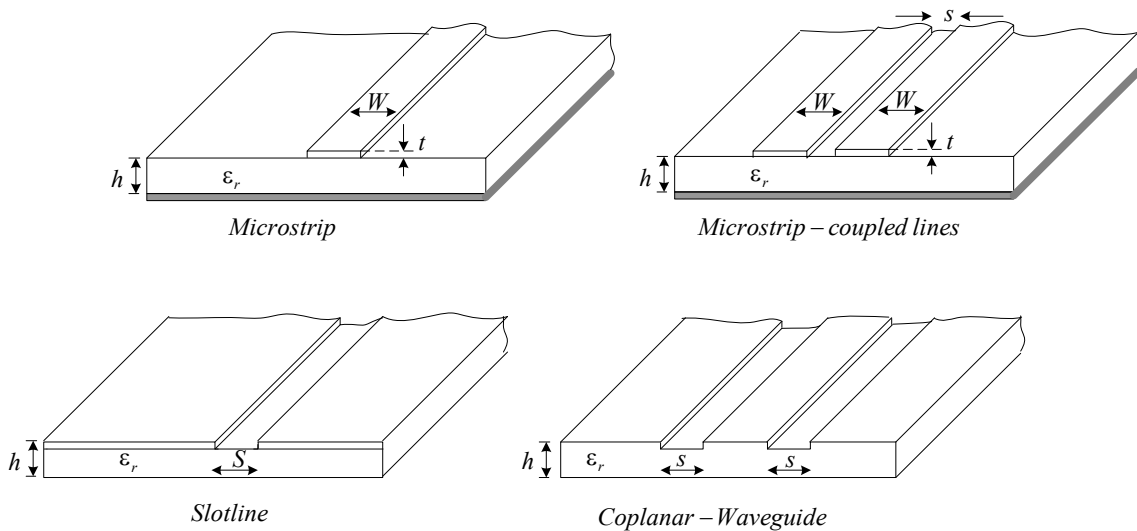 W
t
h
εr
Microstrip
s
W
W
t
h
εr
Microstrip – coupled lines
h
εr
S
Slotline
h
εr
s
s
Coplanar – Waveguide